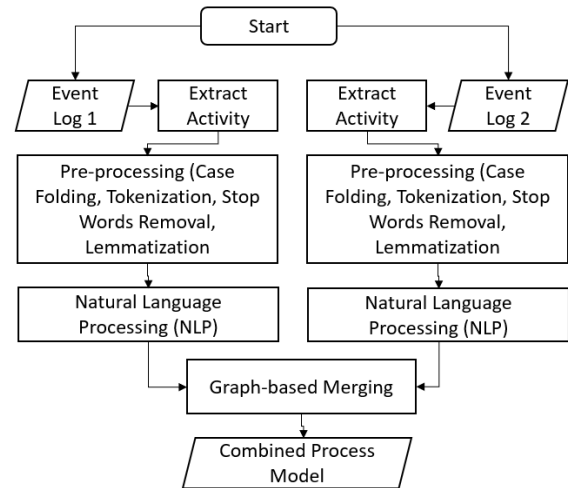 Start
Event
Log 1
Extract
Activity
Extract
Activity
Event
Log 2
Pre-processing (Case
Folding, Tokenization, Stop
Words Removal,
Lemmatization
Pre-processing (Case
Folding, Tokenization, Stop
Words Removal,
Lemmatization
Natural Language
Processing (NLP)
Natural Language
Processing (NLP)
Graph-based Merging
Combined Process
Model